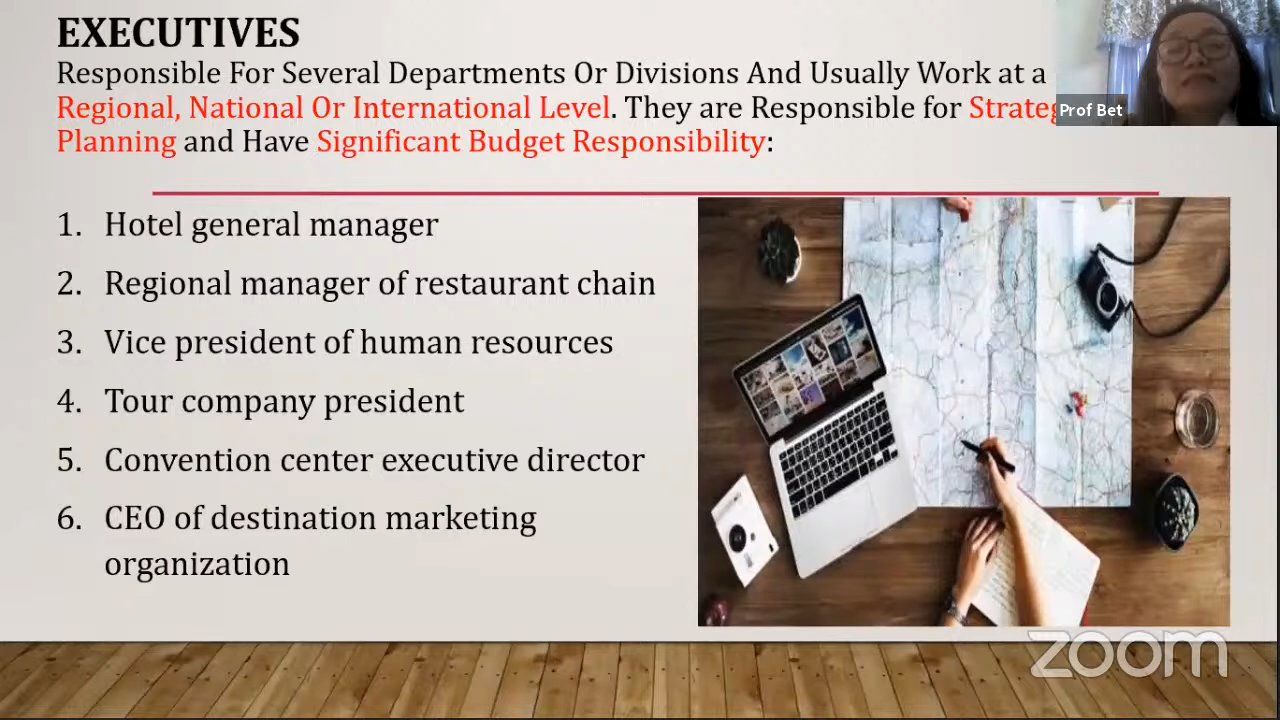 EXECUTIVES
Responsible For Several Departments Or Divisions And Usually Work at a
Regional, National Or International Level. They are Responsible for
Planning and Have Significant Budget Responsibility:
Prof Bet
1. Hotel general manager
2. Regional manager of restaurant chain
3. Vice president of human resources
4. Tour company president
5. Convention center executive director
6. CEO of destination marketing
organization
zoom